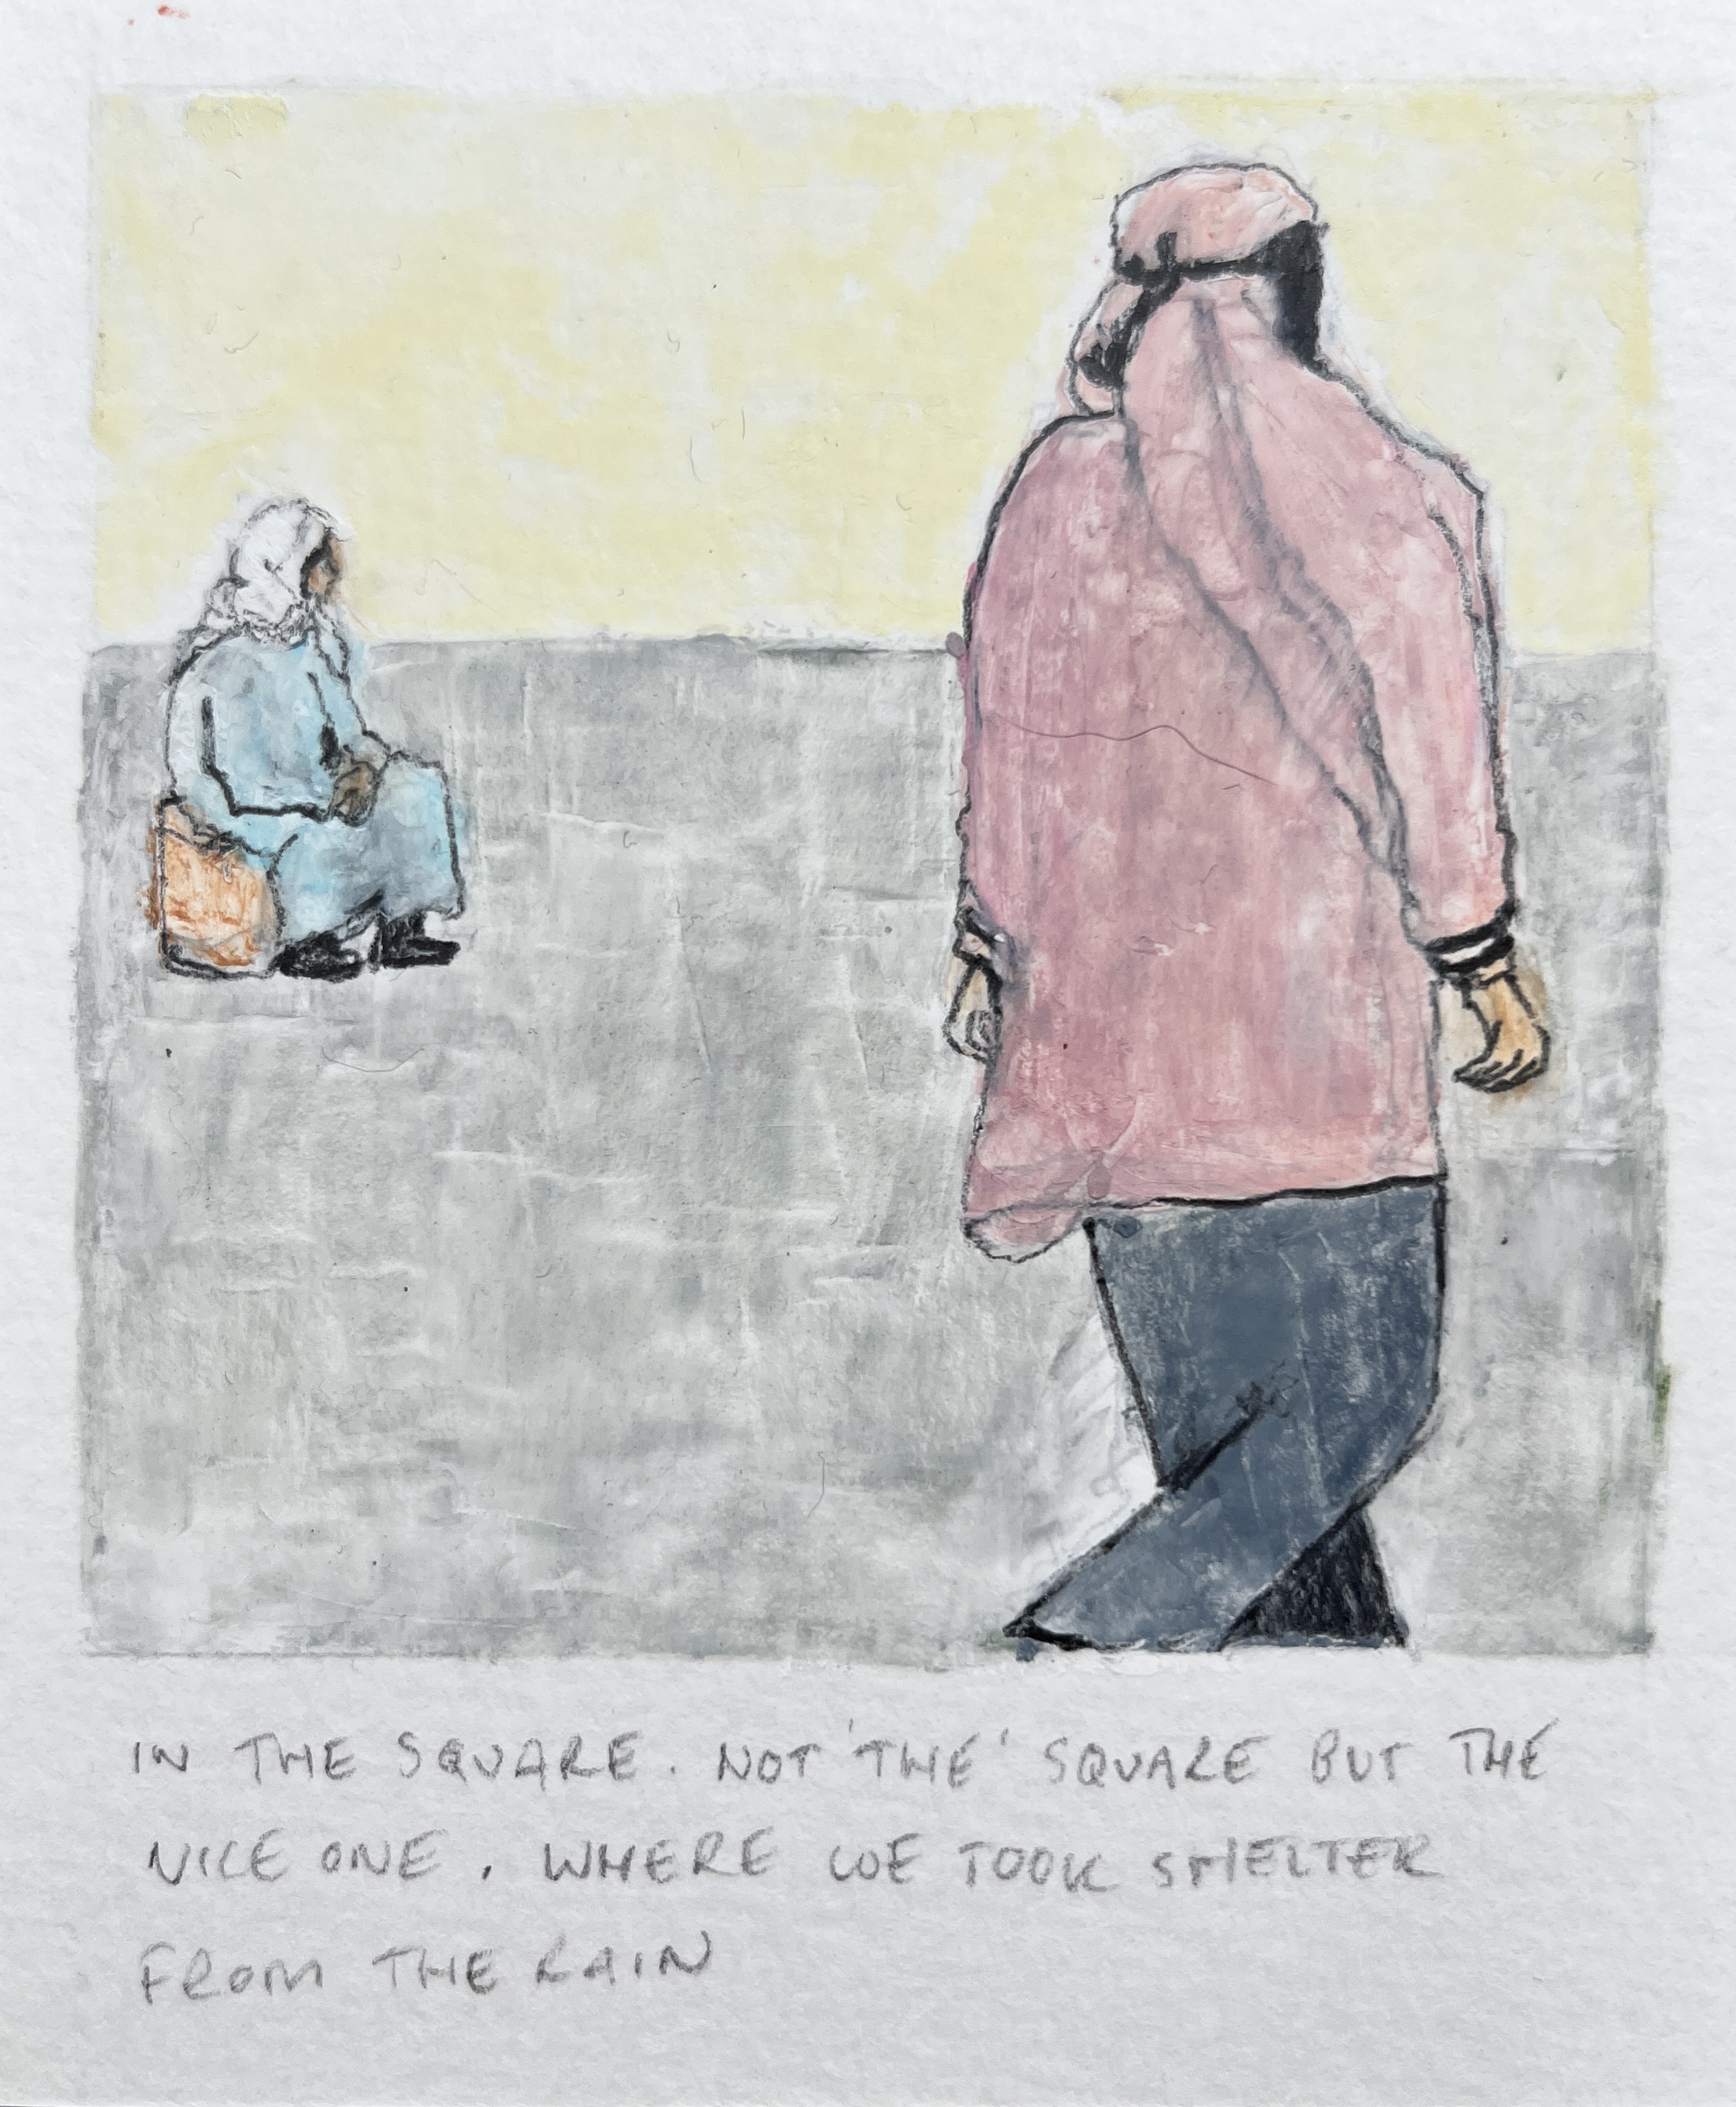 IN THE SQUARE. NOT 'THE' SQUARE BUT THE
NICE ONE. WHERE WE TOOK SHELTER
FROM THE RAIN